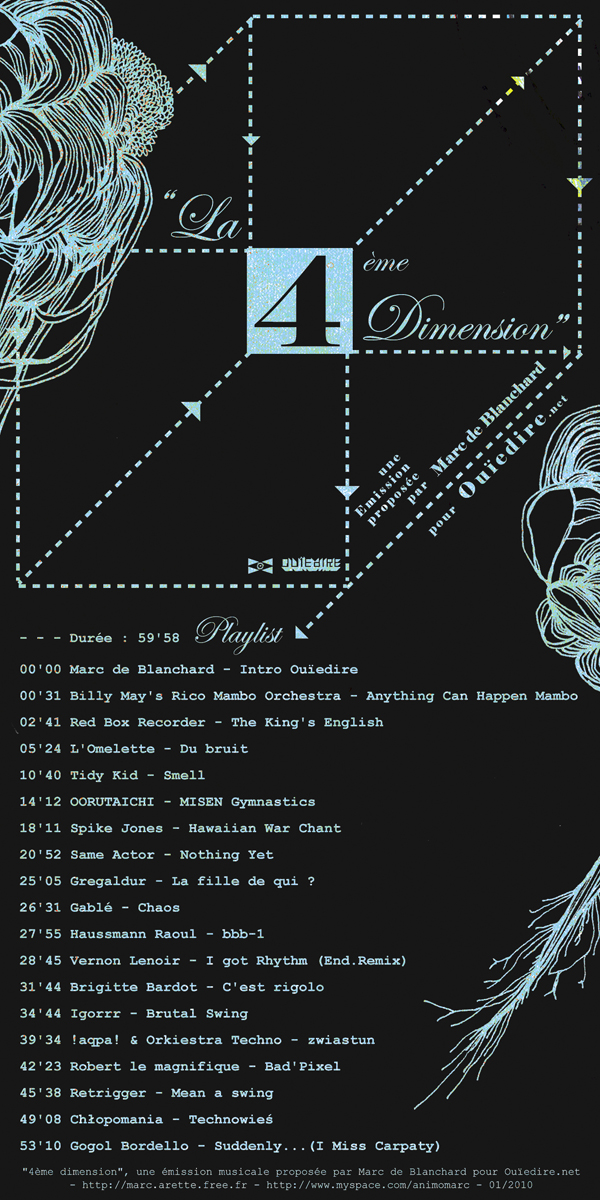 “La
4
ème
Dimension”
une
Emission
proposée
par Marc de Blanchard
pour Ouïedire.net
OUÏEDIRE
- - - Durée : 59'58 Playlist
00'00 Marc de Blanchard - Intro Ouïedire
00'31 Billy May's Rico Mambo Orchestra - Anything Can Happen Mambo
02'41 Red Box Recorder - The King's English
05'24 L'Omelette - Du bruit
10'40 Tidy Kid - Smell
14'12 OORUTAICHI - MISEN Gymnastics
18'11 Spike Jones - Hawaiian War Chant
20'52 Same Actor - Nothing Yet
25'05 Gregaldur - La fille de qui ?
26'31 Gablé - Chaos
27'55 Haussmann Raoul - bbb-1
28'45 Vernon Lenoir - I got Rhythm (End.Remix)
31'44 Brigitte Bardot - C'est rigolo
34'44 Igorrr - Brutal Swing
39'34 !aqpa! & Orkiestra Techno - zwiastun
42'23 Robert le magnifique - Bad'Pixel
45'38 Retrigger - Mean a swing
49'08 Chłopomania - Technowieś
53'10 Gogol Bordello - Suddenly...(I Miss Carpaty)
"4ème dimension", une émission musicale proposée par Marc de Blanchard pour Ouïedire.net
- http://marc.arette.free.fr - http://www.myspace.com/animomarc - 01/2010